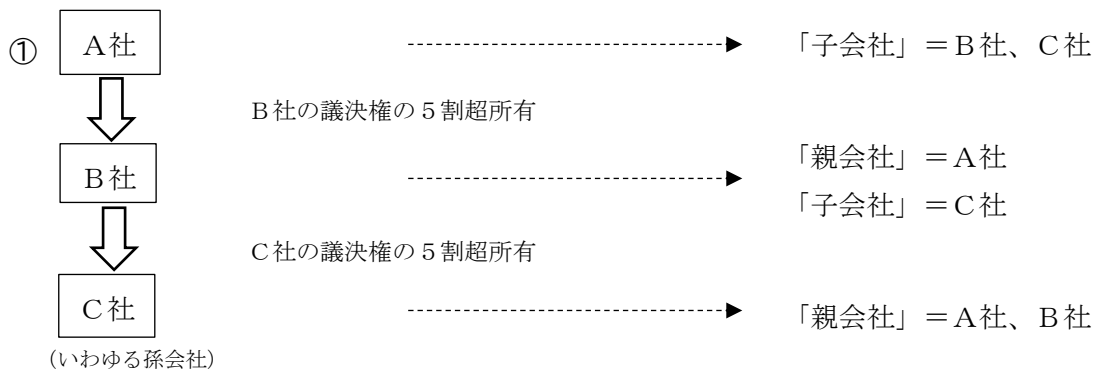 ①
A社
「子会社」=B社、C社
B社の議決権の5割超所有
B社
「親会社」=A社
「子会社」=C社
C社の議決権の5割超所有
C社
「親会社」=A社、B社
(いわゆる孫会社)